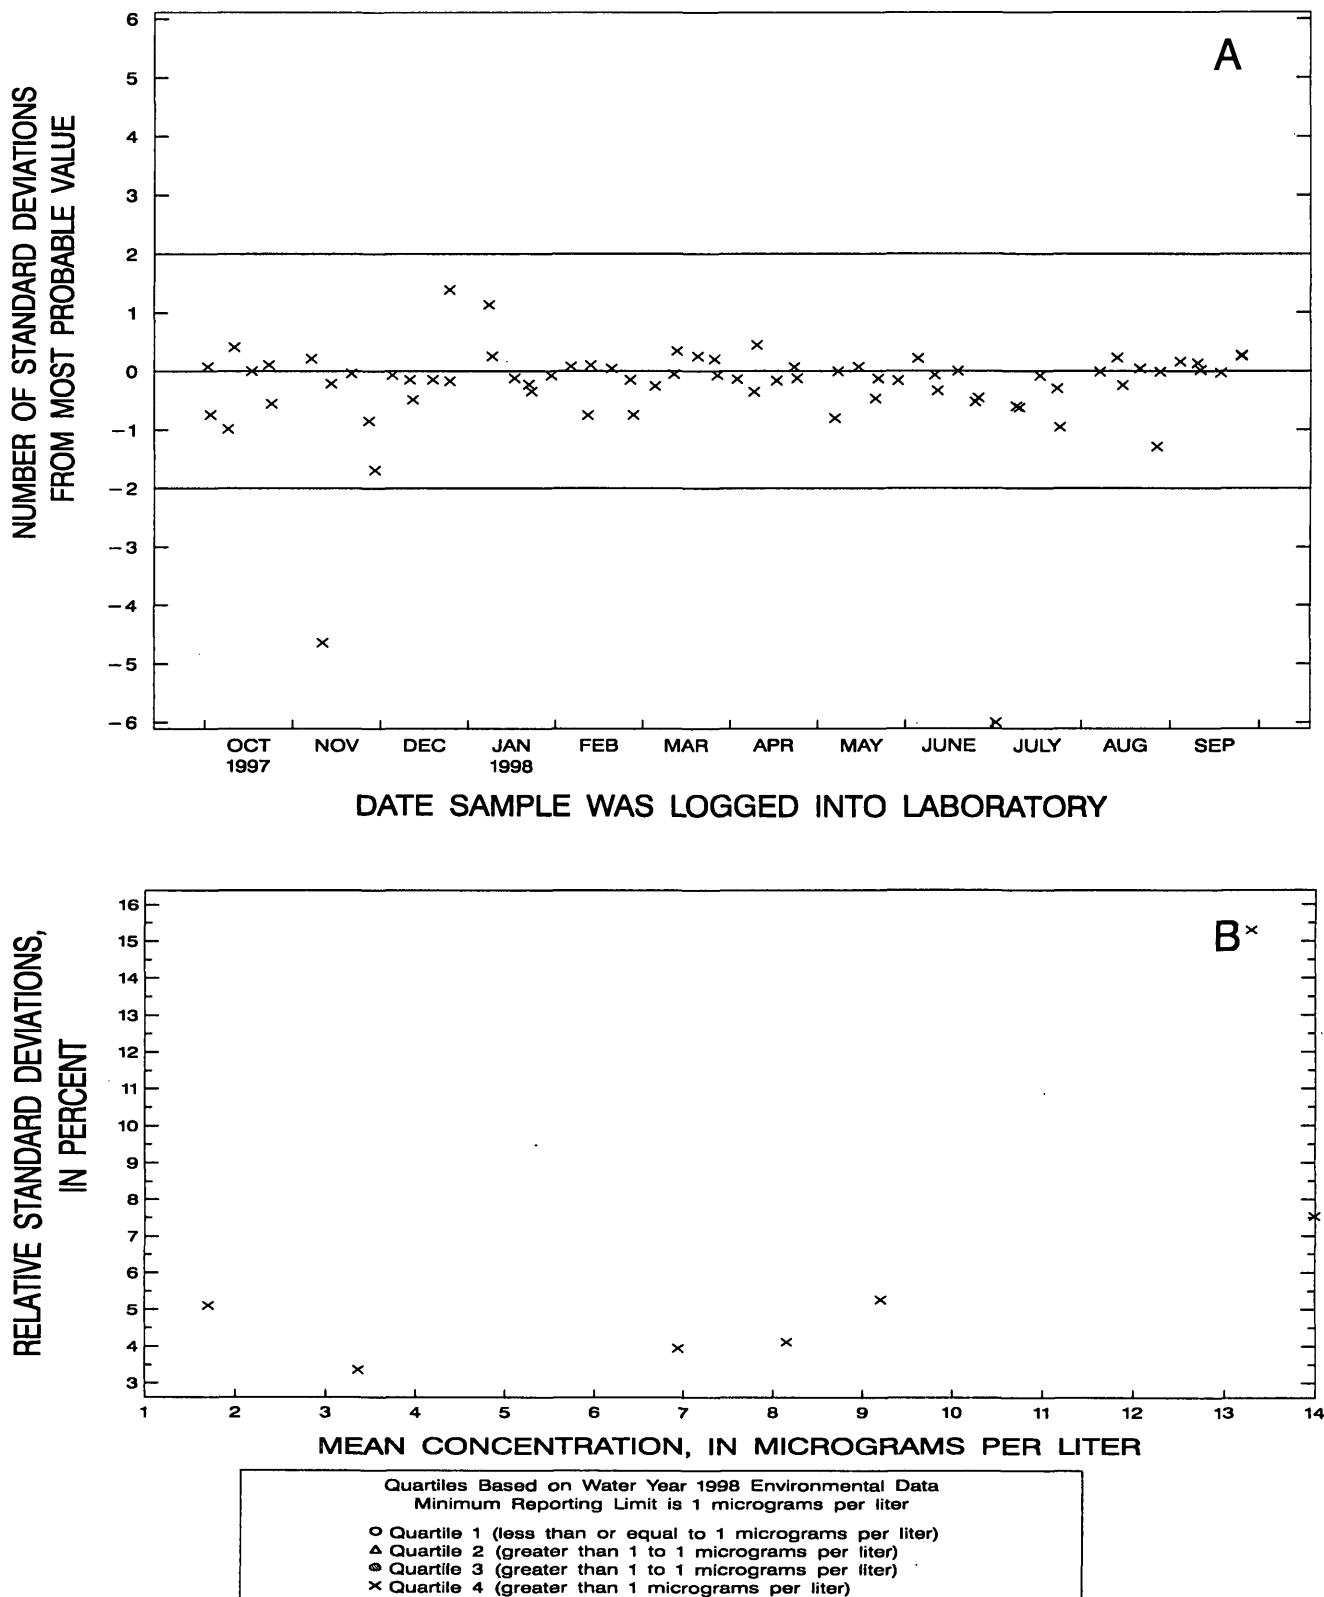 A
NUMBER OF STANDARD DEVIATIONS
FROM MOST PROBABLE VALUE
6
5
4
3
2
1
0
−1
−2
−3
−4
−5
−6
OCT NOV DEC JAN FEB MAR APR MAY JUNE JULY AUG SEP
1997 1998
DATE SAMPLE WAS LOGGED INTO LABORATORY
B
RELATIVE STANDARD DEVIATIONS,
IN PERCENT
16
15
14
13
12
11
10
9
8
7
6
5
4
3
1 2 3 4 5 6 7 8 9 10 11 12 13 14
MEAN CONCENTRATION, IN MICROGRAMS PER LITER
Quartiles Based on Water Year 1998 Environmental Data
Minimum Reporting Limit is 1 micrograms per liter
Quartile 1 (less than or equal to 1 micrograms per liter)
Quartile 2 (greater than 1 to 1 micrograms per liter)
Quartile 3 (greater than 1 to 1 micrograms per liter)
Quartile 4 (greater than 1 micrograms per liter)